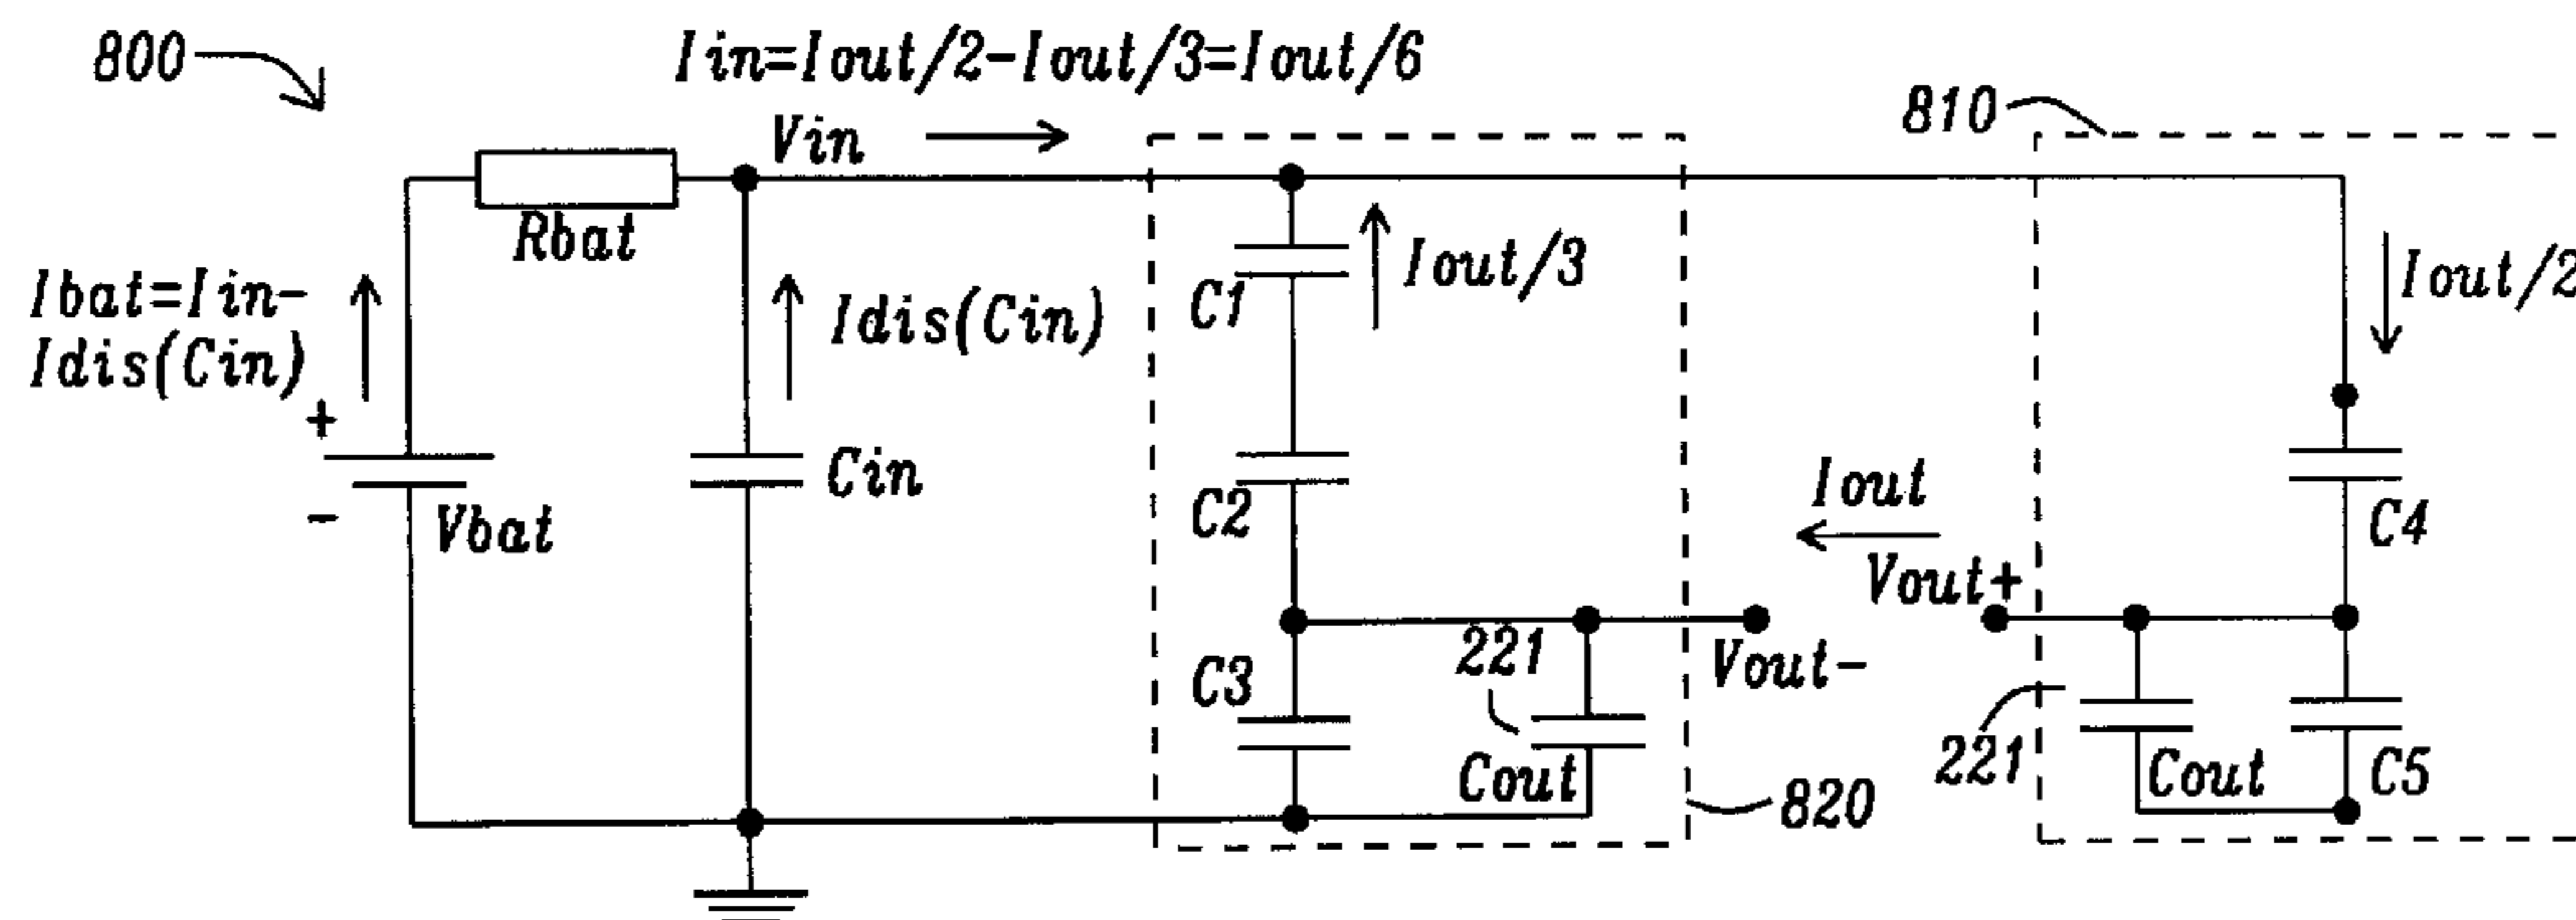 800
Iin=Iout/2-Iout/3=Iout/6
810
Vin
Rbat
Iout/3
Iout/2
Ibat=Iin-
Idis(Cin)
Idis(Cin)
C1
+
-
Vbat
Cin
C2
Iout
C4
Vout+
221
Vout-
C3
Cout
820
221
Cout
C5